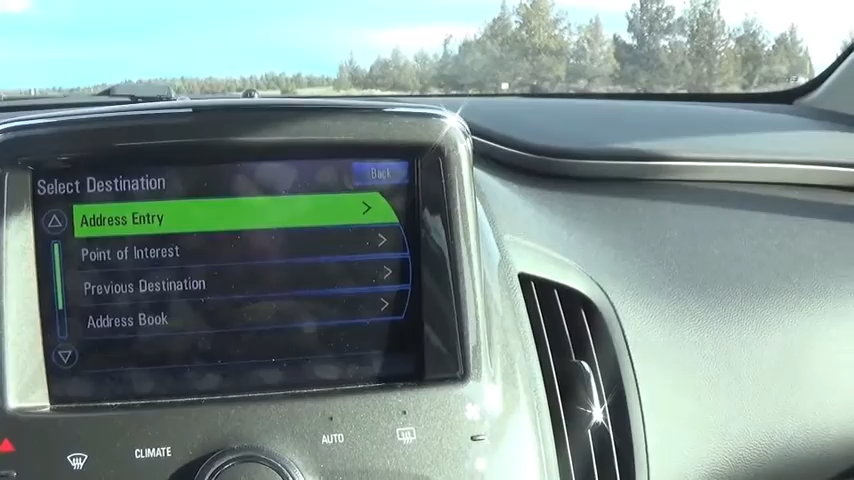 Select Destination
Back
Address Entry
Point of Interest
Previous Destination
Address Book
CLIMATE
AUTO